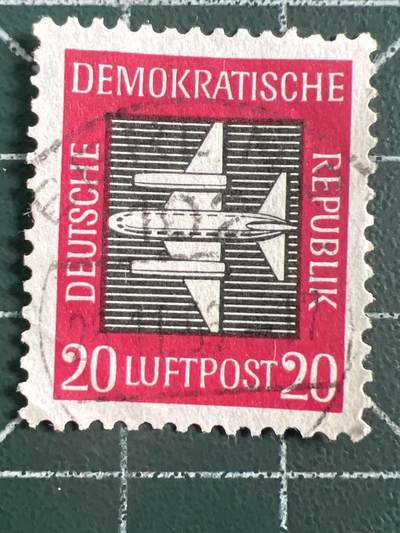 DEUTSCHE
DEMOKRATISCHE
REPUBLIK
20 LUFTPOST 20